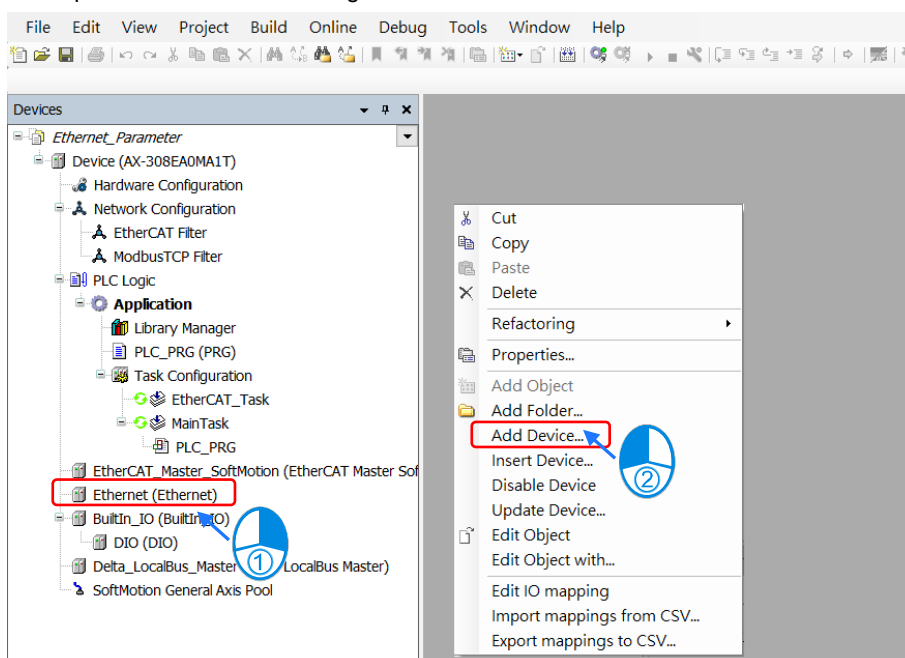 File Edit View Project Build Online Debug Tools Window Help
Devices
Ethernet_Parameter
Device (AX-308EA0MA1T)
Hardware Configuration
Network Configuration
EtherCAT Filter
ModbusTCP Filter
PLC Logic
Application
Library Manager
PLC_PRG (PRG)
Task Configuration
EtherCAT_Task
MainTask
PLC_PRG
EtherCAT_Master_SoftMotion (EtherCAT Master Sof
Ethernet (Ethernet)
BuiltIn_IO (BuiltIn_IO)
DIO (DIO)
Delta_LocalBus_Master LocalBus Master)
SoftMotion General Axis Pool
1
Cut
Copy
Paste
Delete
Refactoring
Properties...
Add Object
Add Folder...
Add Device...
Insert Device...
Disable Device
Update Device...
Edit Object
Edit Object with...
Edit IO mapping
Import mappings from CSV...
Export mappings to CSV...
2